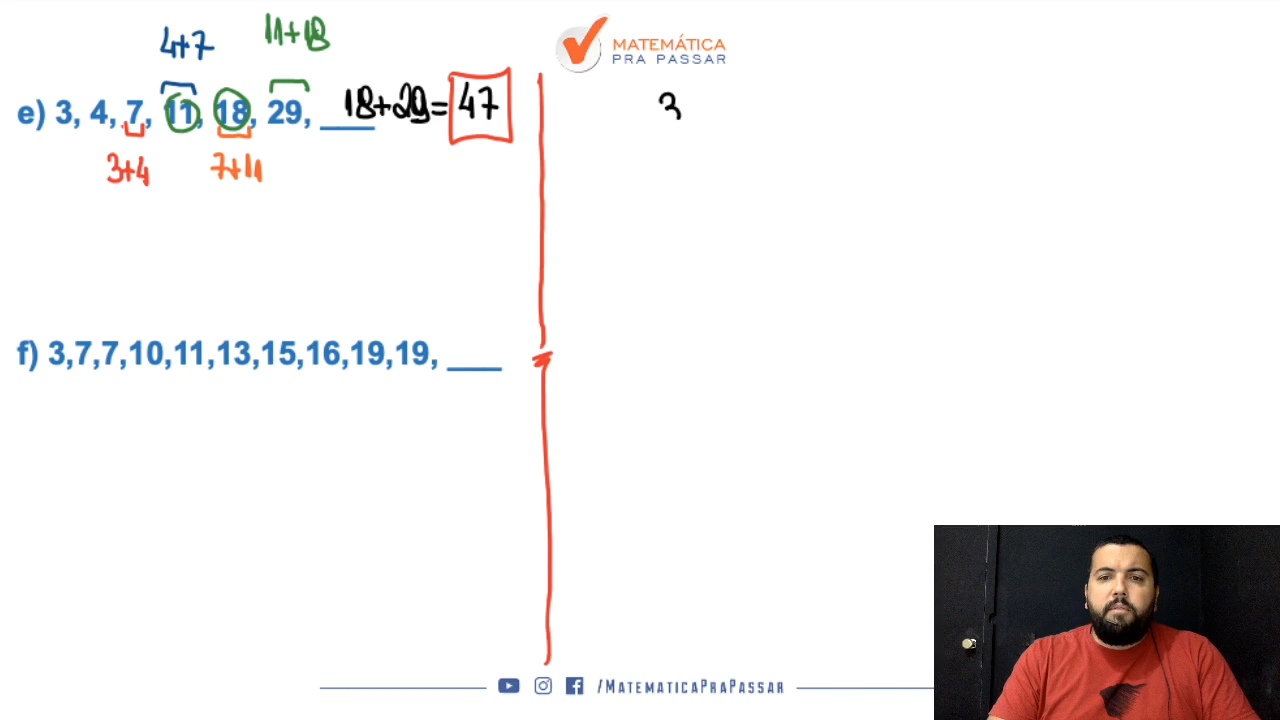 4+7
11+18
MATEMÁTICA
PRA PASSAR
e) 3, 4, 7, 11, 18, 29, ____ 18+29= 47
3
3+4
7+11
f) 3,7,7,10,11,13,15,16,19,19, ___
/MATEMATICAPRAPASSAR